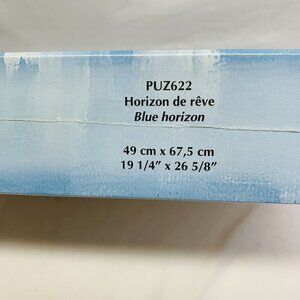 PUZ622
Horizon de rêve
Blue horizon
49 cm x 67,5 cm
19 1/4” x 26 5/8”